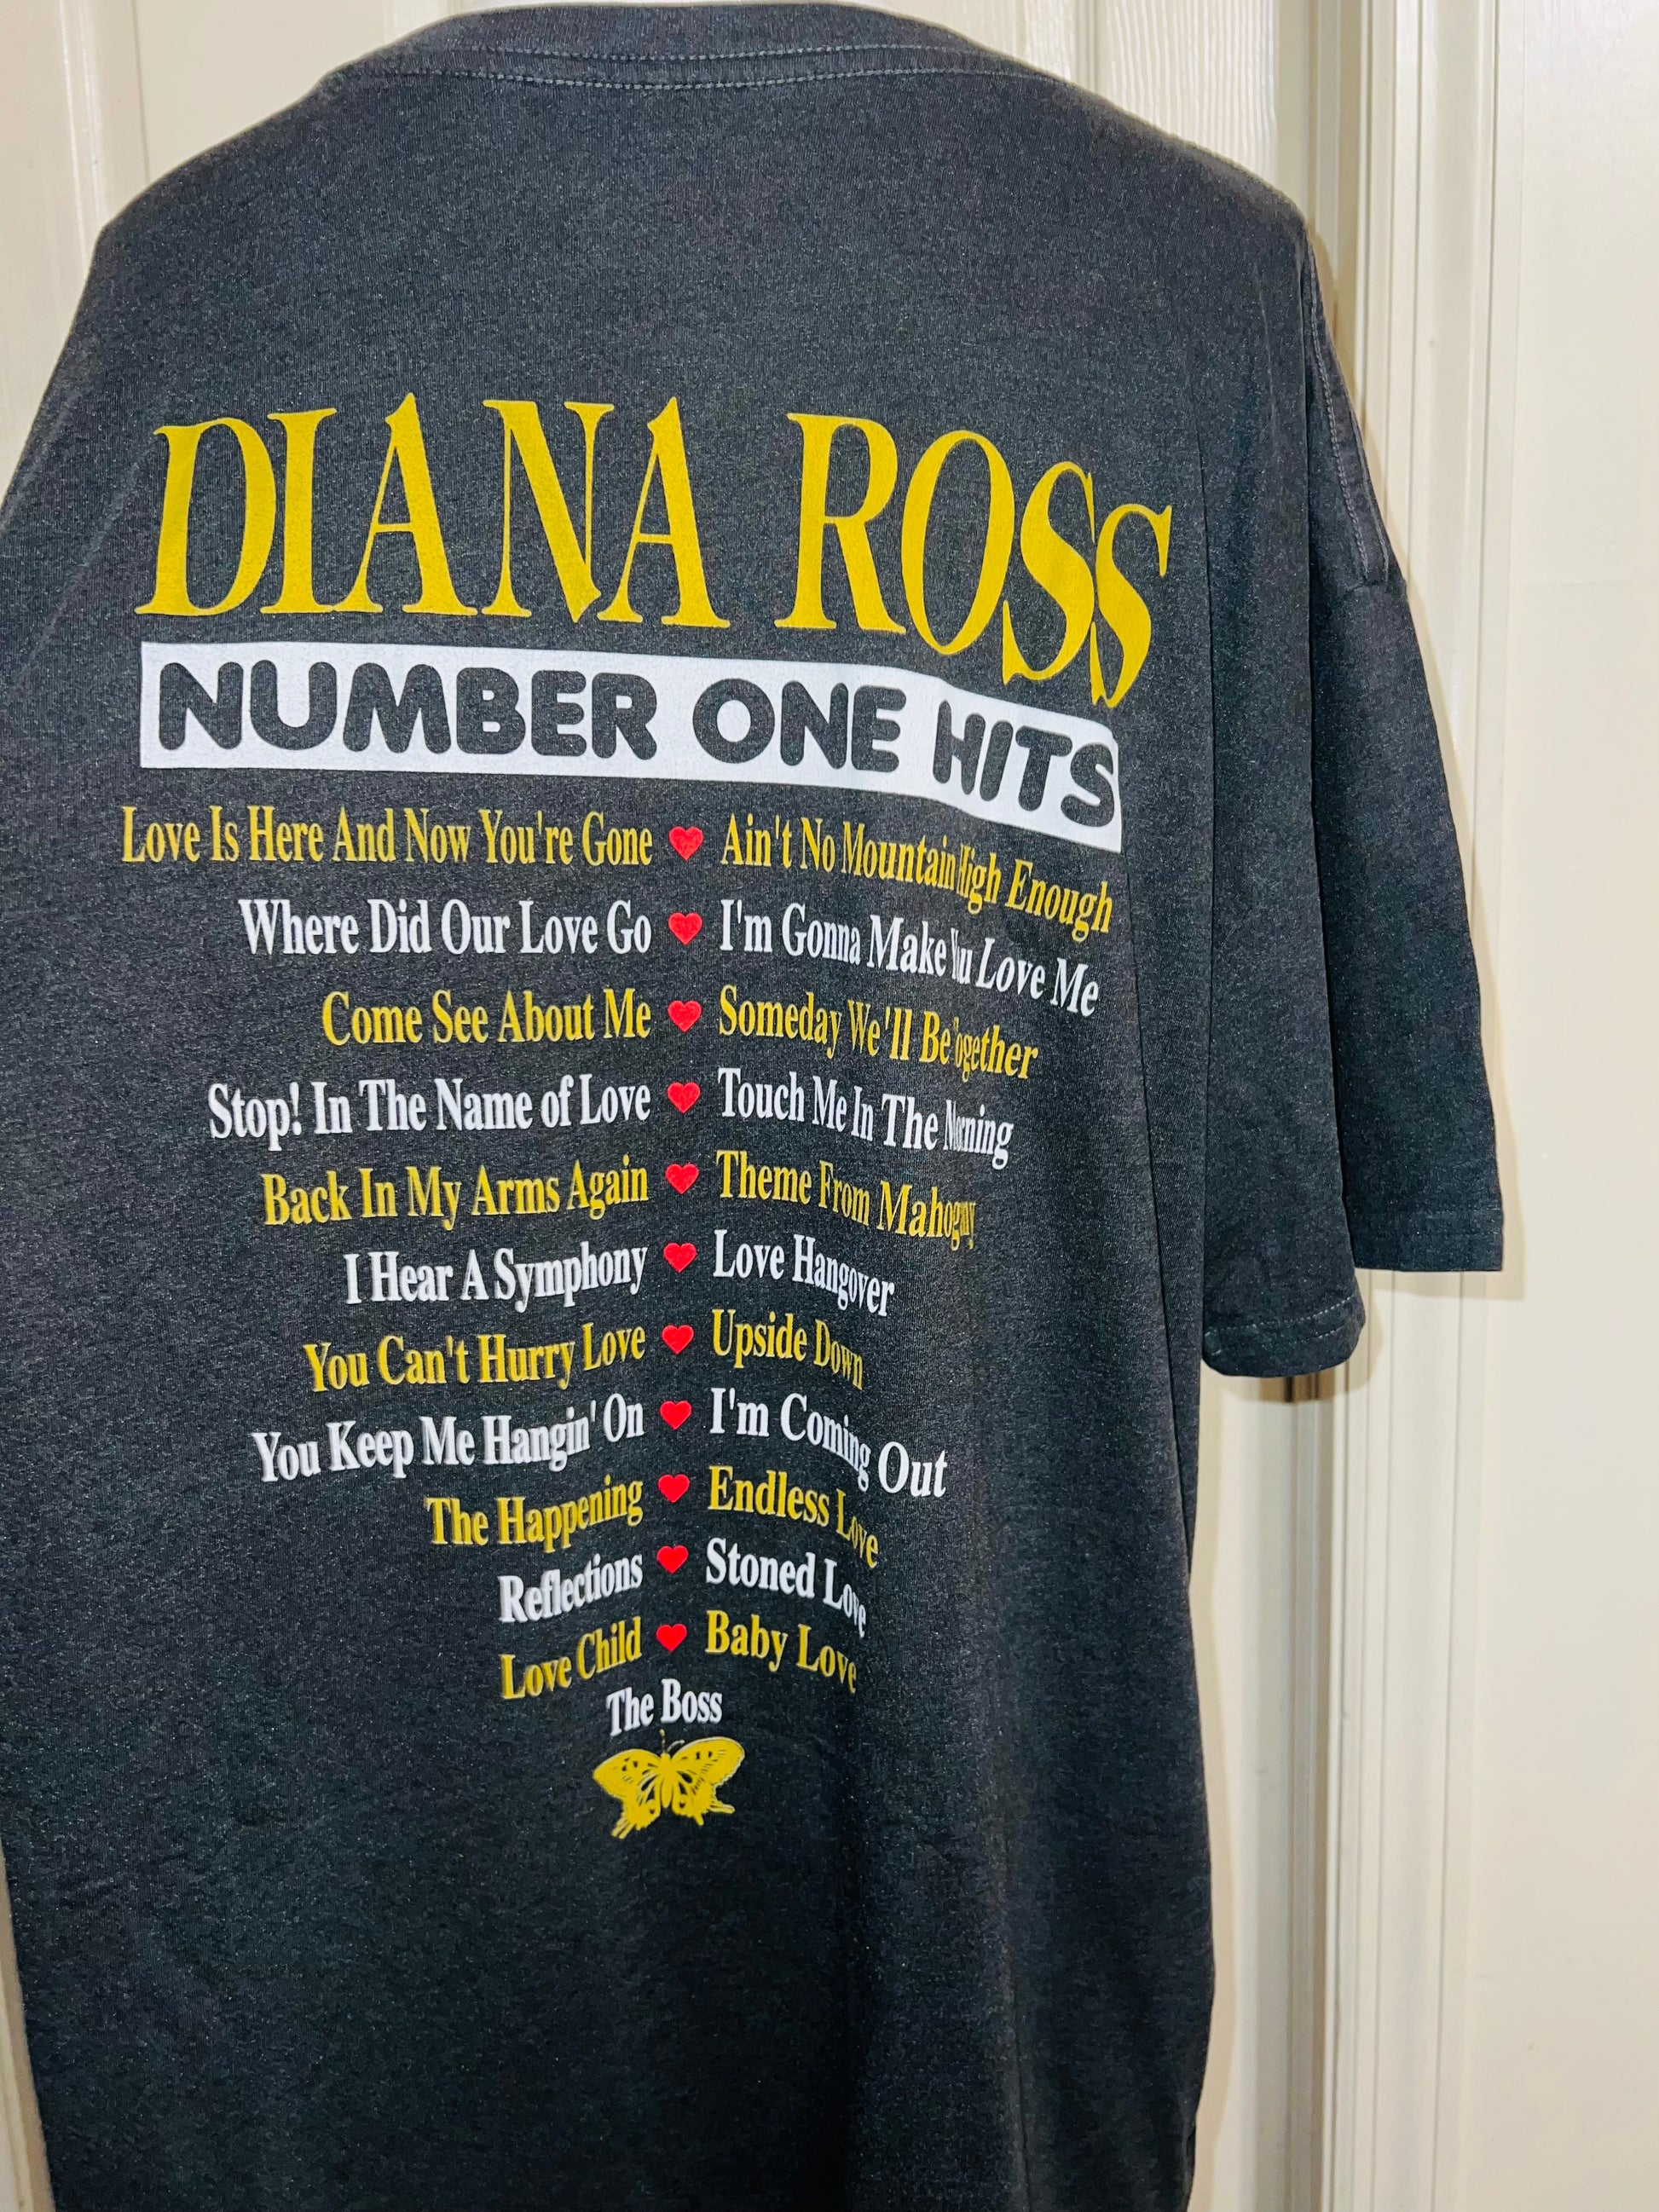 DIANA ROSS
NUMBER ONE HITS
Love Is Here And Now You're Gone ♥ Ain't No Mountain High Enough
Where Did Our Love Go ♥ I'm Gonna Make You Love Me
Come See About Me ♥ Someday We'll Be Together
Stop! In The Name of Love ♥ Touch Me In The Morning
Back In My Arms Again ♥ Theme From Mahogany
I Hear A Symphony ♥ Love Hangover
You Can't Hurry Love ♥ Upside Down
You Keep Me Hangin' On ♥ I'm Coming Out
The Happening ♥ Endless Love
Reflections ♥ Stoned Love
Love Child ♥ Baby Love
The Boss